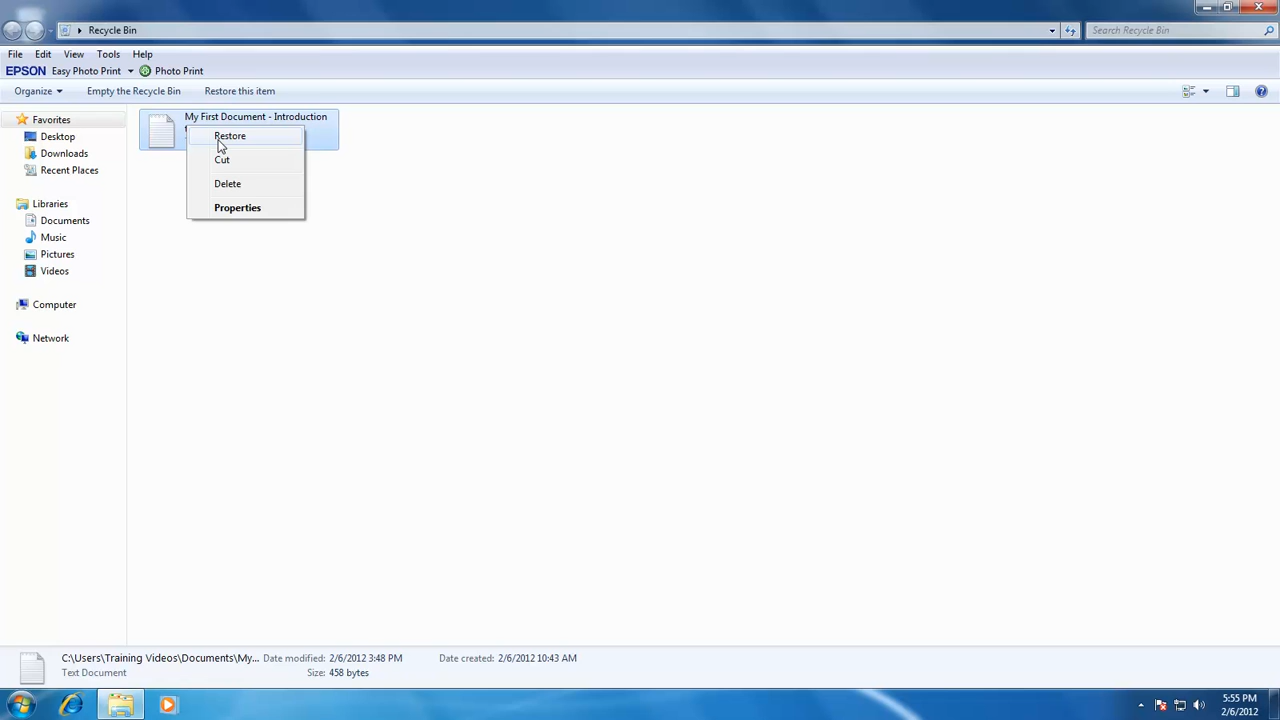 Recycle Bin
Search Recycle Bin
File Edit View Tools Help
EPSON Easy Photo Print Photo Print
Organize Empty the Recycle Bin Restore this item
Favorites
Desktop
Downloads
Recent Places
Libraries
Documents
Music
Pictures
Videos
Computer
Network
My First Document - Introduction
Restore
Cut
Delete
Properties
C:\Users\Training Videos\Documents\My... Date modified: 2/6/2012 3:48 PM Date created: 2/6/2012 10:43 AM
Text Document Size: 458 bytes
5:55 PM
2/6/2012